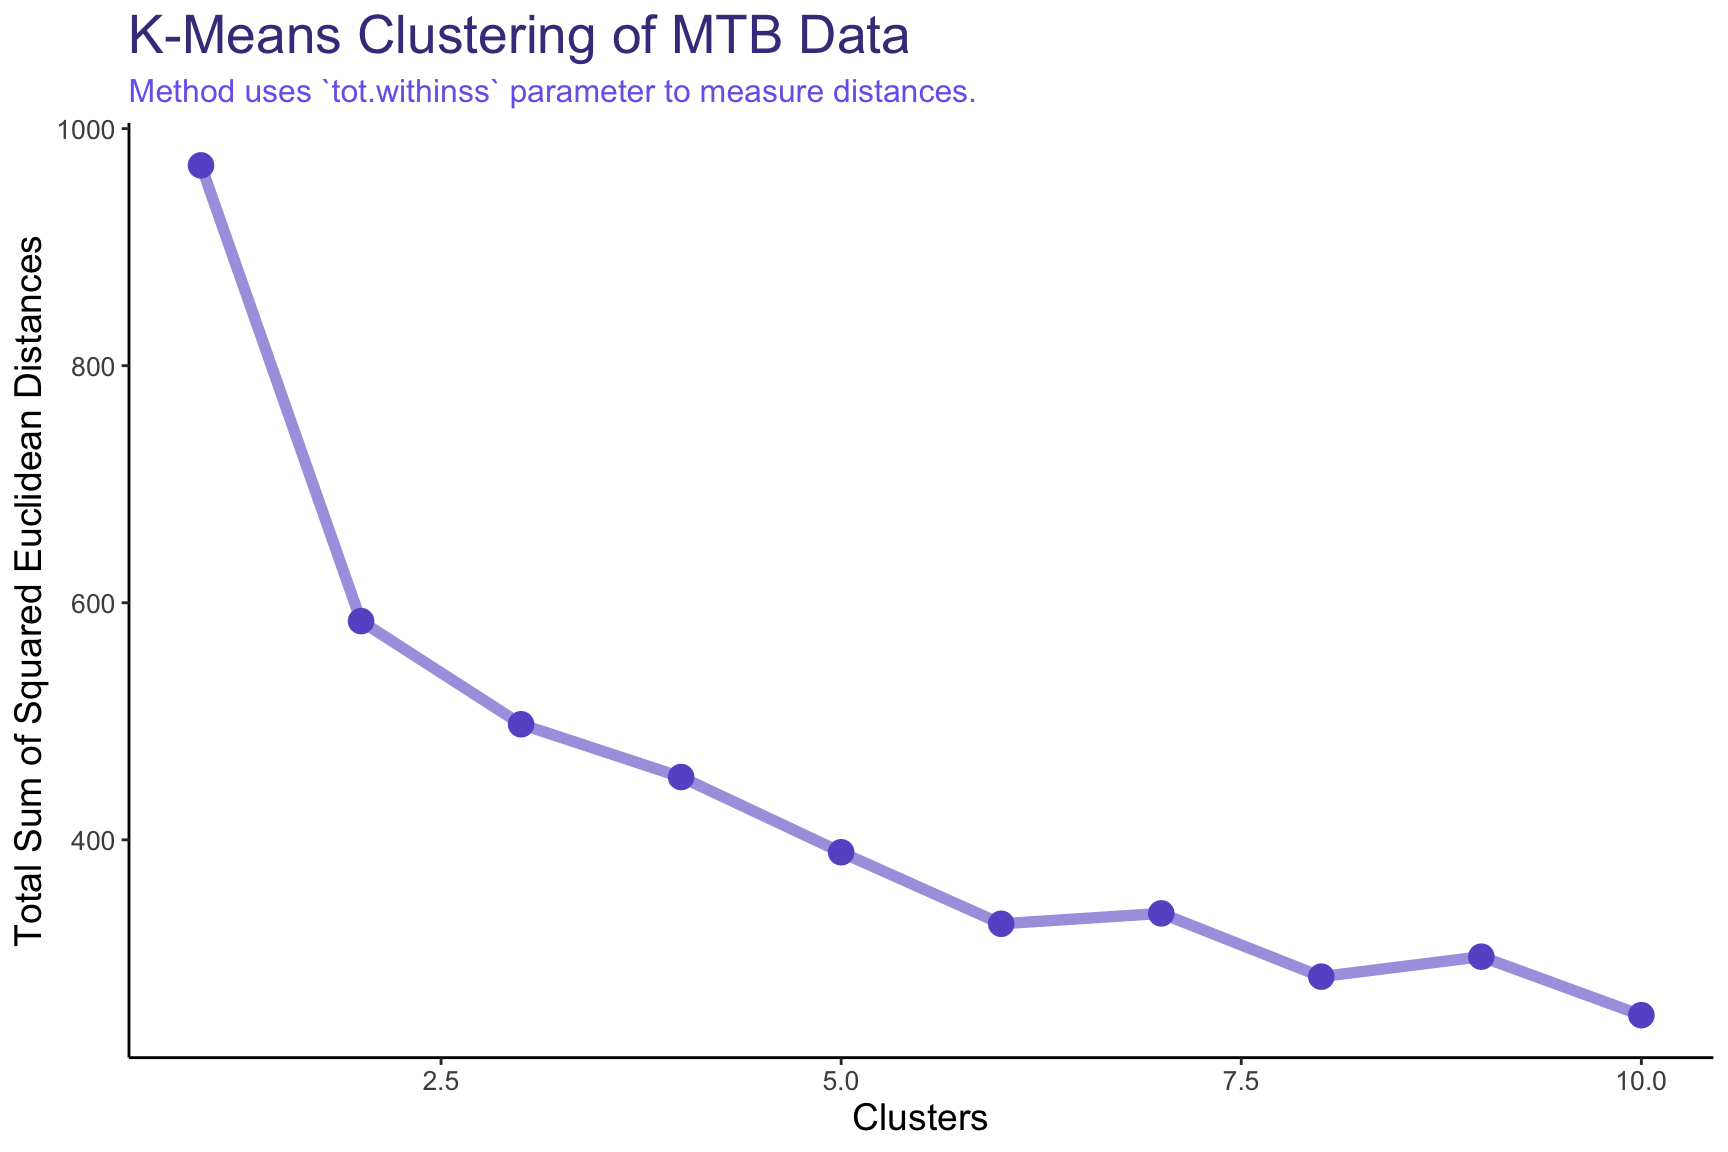 K-Means Clustering of MTB Data
Method uses `tot.withinss` parameter to measure distances.
Total Sum of Squared Euclidean Distances
1000
800
600
400
2.5 5.0 7.5 10.0
Clusters